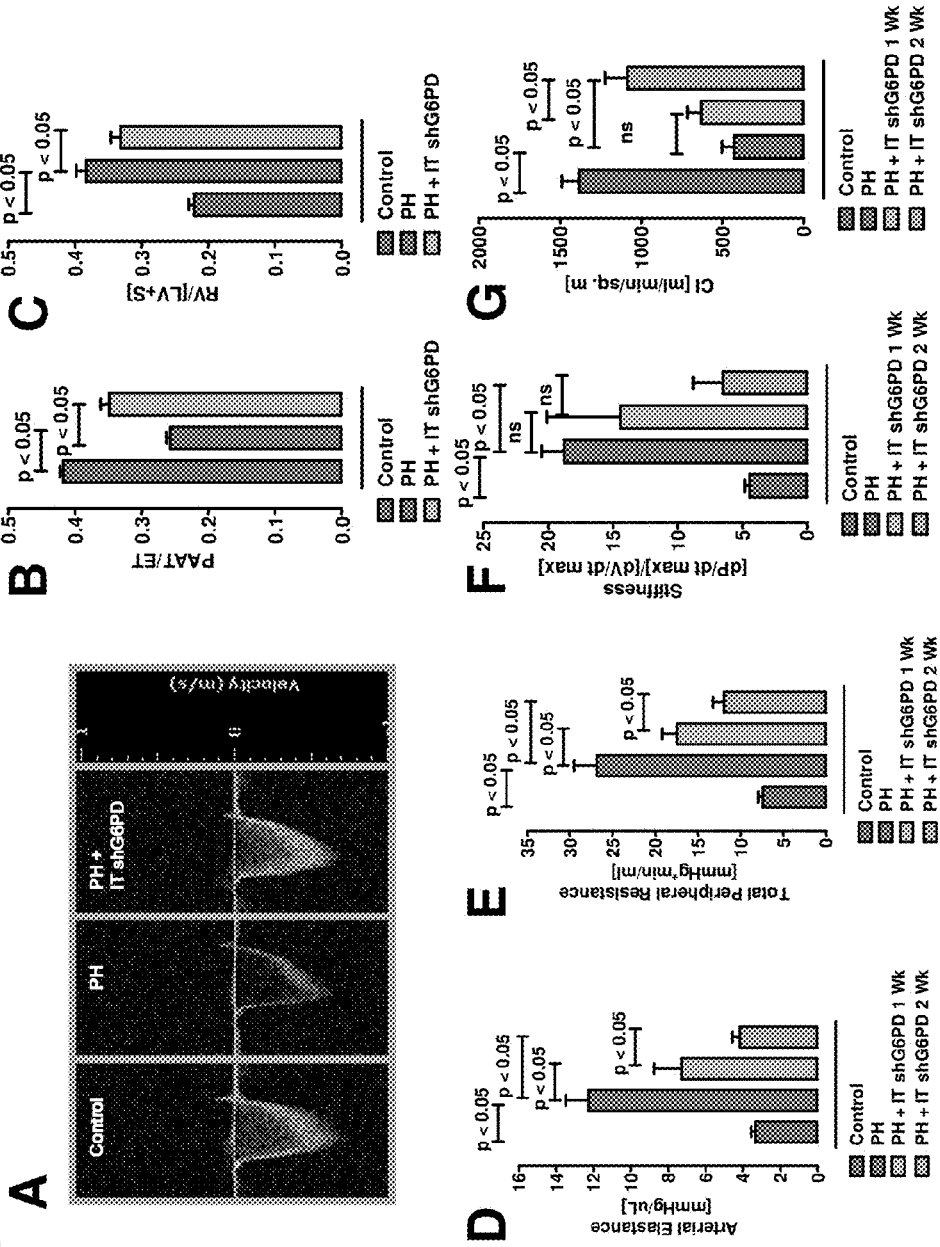 A
Control
PH
PH +
IT shG6PD
1
0
1
Velocity (m/s)
B
PAAT/ET
0.5
0.4
0.3
0.2
0.1
0.0
p < 0.05
p > 0.05
Control
PH
PH + IT shG6PD
C
RV/[LV+S]
0.5
0.4
0.3
0.2
0.1
0.0
p < 0.05
p > 0.05
Control
PH
PH + IT shG6PD
D
Arterial Elastance
[mmHg/uL]
16
14
12
10
8
6
4
2
0
p < 0.05
p < 0.05
p < 0.05
p < 0.05
Control
PH
PH + IT shG6PD 1 Wk
PH + IT shG6PD 2 Wk
E
Total Peripheral Resistance
[mmHg*min/ml]
35
30
25
20
15
10
5
0
p < 0.05
p < 0.05
p < 0.05
p < 0.05
Control
PH
PH + IT shG6PD 1 Wk
PH + IT shG6PD 2 Wk
F
Stiffness
[dP/dt max]/[dV/dt max]
25
20
15
10
5
0
p > 0.05
p < 0.05
ns
ns
Control
PH
PH + IT shG6PD 1 Wk
PH + IT shG6PD 2 Wk
G
CI [ml/min/sq. m]
2000
1500
1000
500
0
p < 0.05
p < 0.05
p < 0.05
ns
Control
PH
PH + IT shG6PD 1 Wk
PH + IT shG6PD 2 Wk